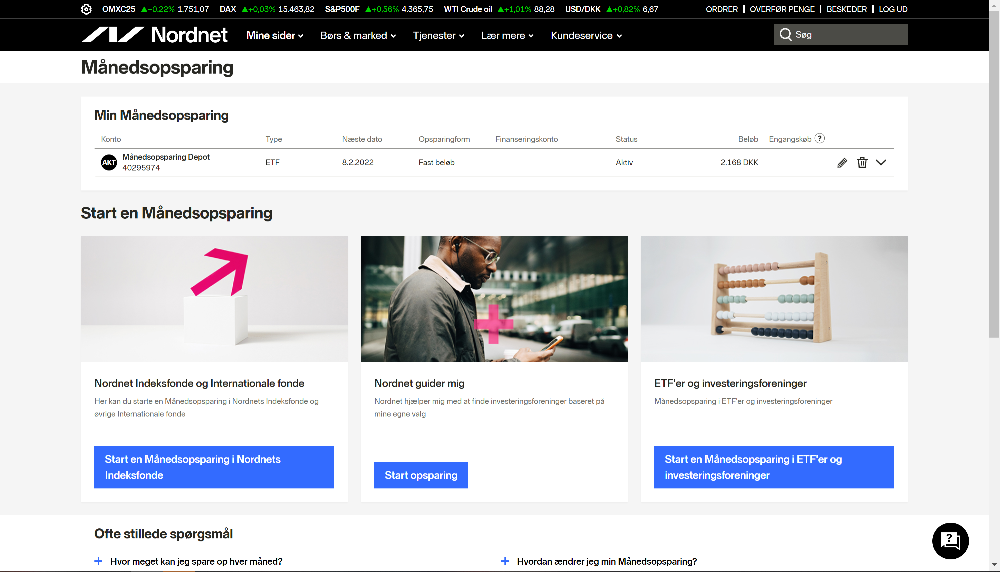 OMXC25 ▲+0,22% 1.751,07 DAX ▲+0,03% 15.463,82 S&P500F ▲+0,56% 4.365,75 WTI Crude oil ▲+1,01% 88,28 USD/DKK ▲+0,82% 6,67 ORDRER | OVERFØR PENGE | BESKEDER | LOG UD
Nordnet Mine sider Børs & marked Tjenester Lær mere Kundeservice Søg
Månedsopsparing
Min Månedsopsparing
Konto Type Næste dato Opsparingform Finanseringskonto Status Beløb Engangskøb ?
AKT Månedsopsparing Depot ETF 8.2.2022 Fast beløb Aktiv 2.168 DKK
40295974
Start en Månedsopsparing
Nordnet Indeksfonde og Internationale fonde
Her kan du starte en Månedsopsparing i Nordnets Indeksfonde og
øvrige Internationale fonde
Start en Månedsopsparing i Nordnets
Indeksfonde
Nordnet guider mig
Nordnet hjælper mig med at finde investeringsforeninger baseret på
mine egne valg
Start opsparing
ETF'er og investeringsforeninger
Månedsopsparing i ETF'er og investeringsforeninger
Start en Månedsopsparing i ETF'er og
investeringsforeninger
Ofte stillede spørgsmål
+ Hvor meget kan jeg spare op hver måned?
+ Hvordan ændrer jeg min Månedsopsparing?
?